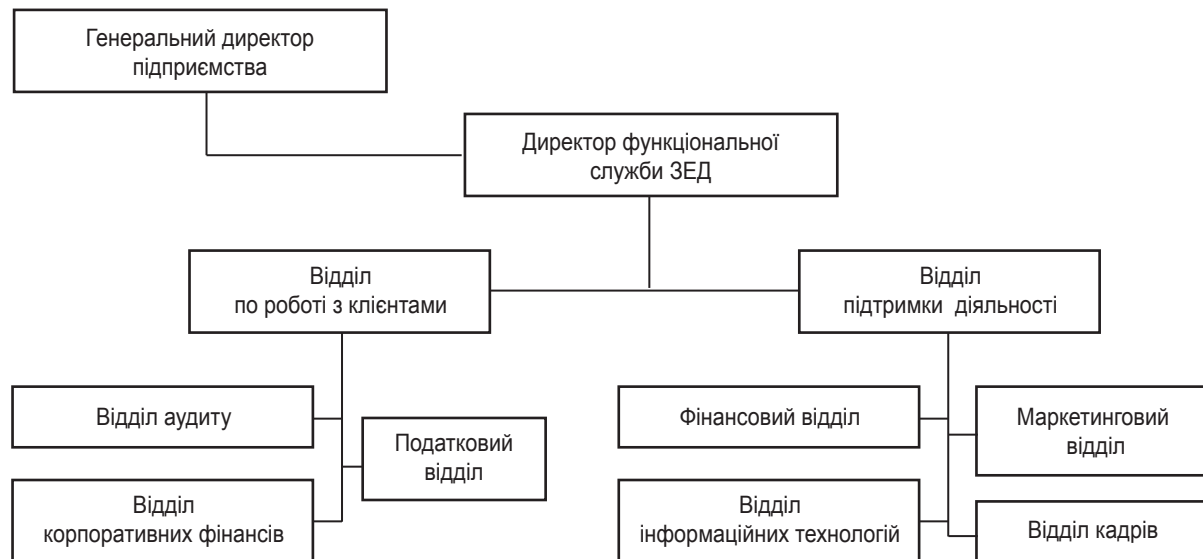 Генеральний директор
підприємства
Директор функціональної
служби ЗЕД
Відділ
по роботі з клієнтами
Відділ
підтримки діяльності
Відділ аудиту
Податковий
відділ
Відділ
корпоративних фінансів
Фінансовий відділ
Маркетинговий
відділ
Відділ
інформаційних технологій
Відділ кадрів